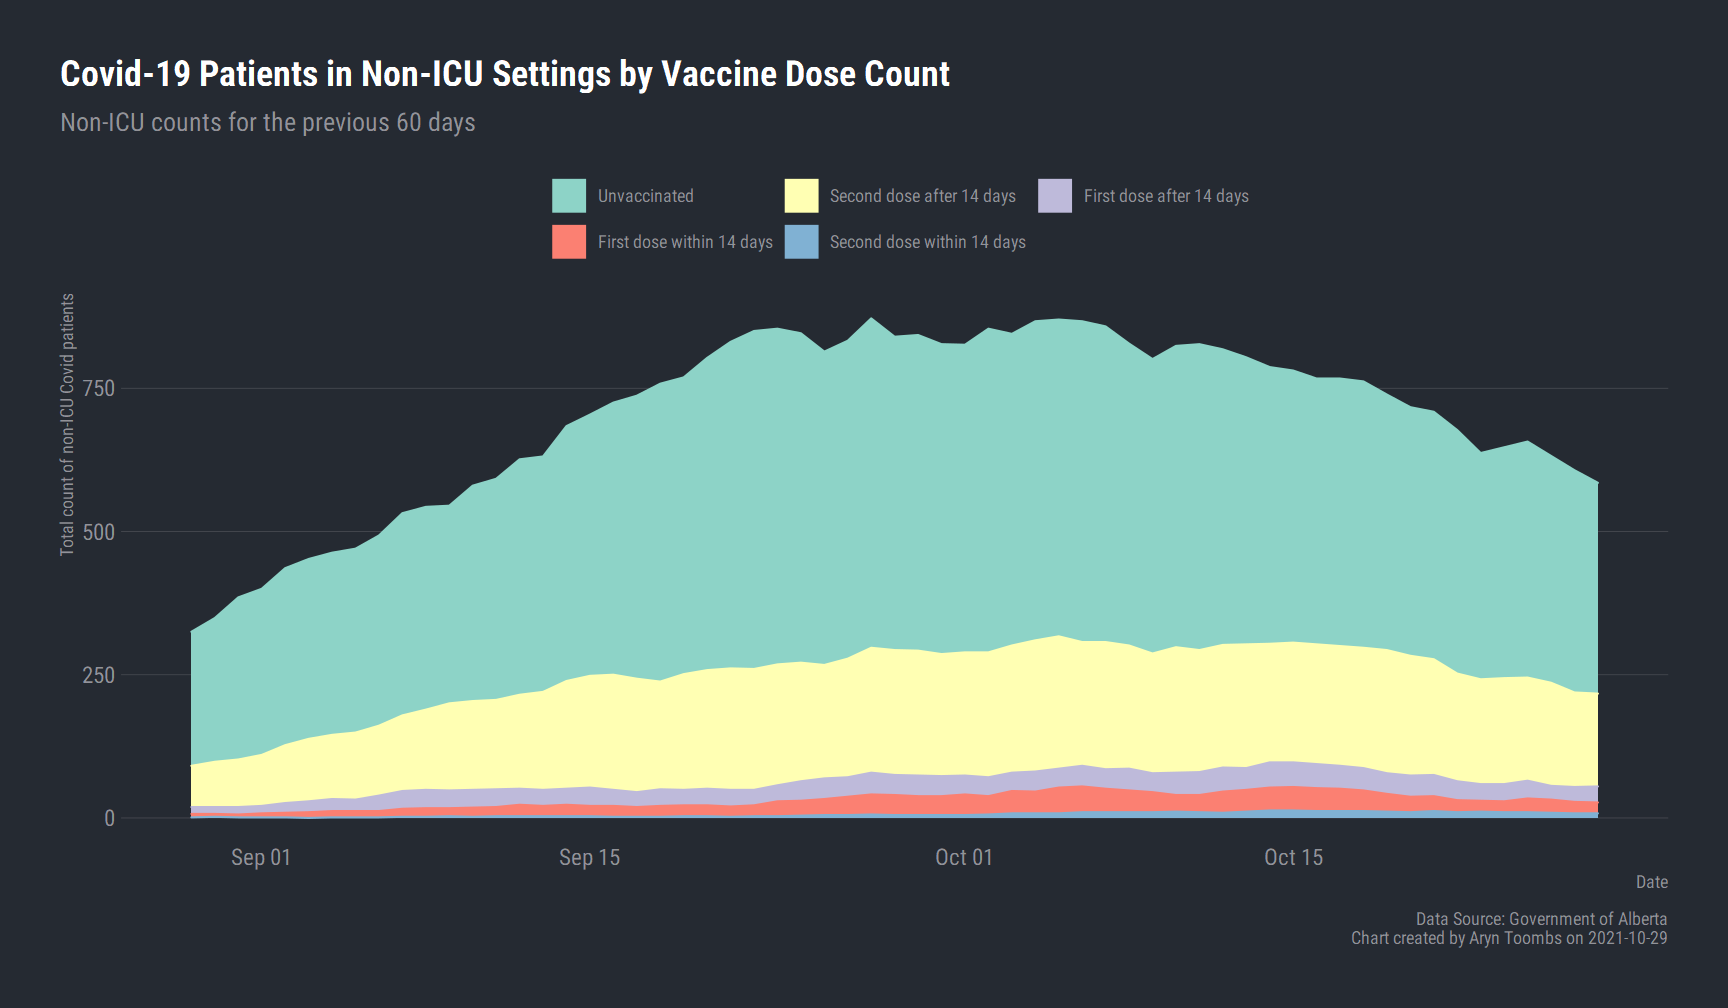 Covid-19 Patients in Non-ICU Settings by Vaccine Dose Count
Non-ICU counts for the previous 60 days
Unvaccinated
Second dose after 14 days
First dose after 14 days
First dose within 14 days
Second dose within 14 days
Total count of non-ICU Covid patients
750
500
250
0
Sep 01
Sep 15
Oct 01
Oct 15
Date
Data Source: Government of Alberta
Chart created by Aryn Toombs on 2021-10-29